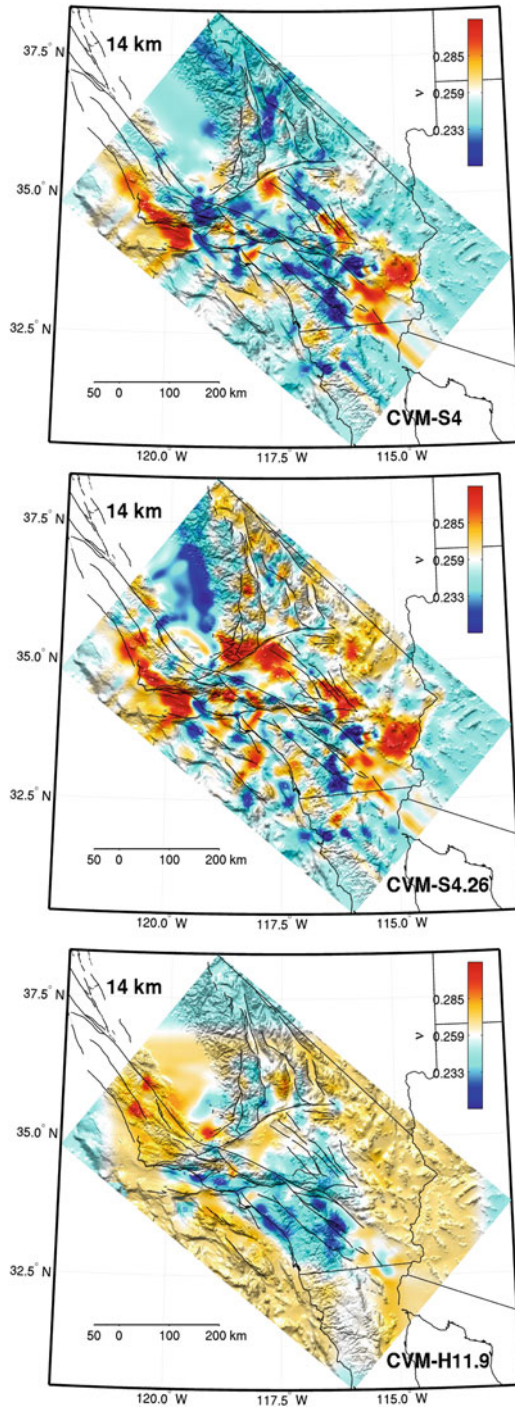 37.5° N
14 km
0.285
ν 0.259
0.233
35.0° N
32.5° N
50 0 100 200 km
CVM-S4
120.0° W 117.5° W 115.0° W
37.5° N
14 km
0.285
ν 0.259
0.233
35.0° N
32.5° N
50 0 100 200 km
CVM-S4.26
120.0° W 117.5° W 115.0° W
37.5° N
14 km
0.285
ν 0.259
0.233
35.0° N
32.5° N
50 0 100 200 km
CVM-H11.9
120.0° W 117.5° W 115.0° W